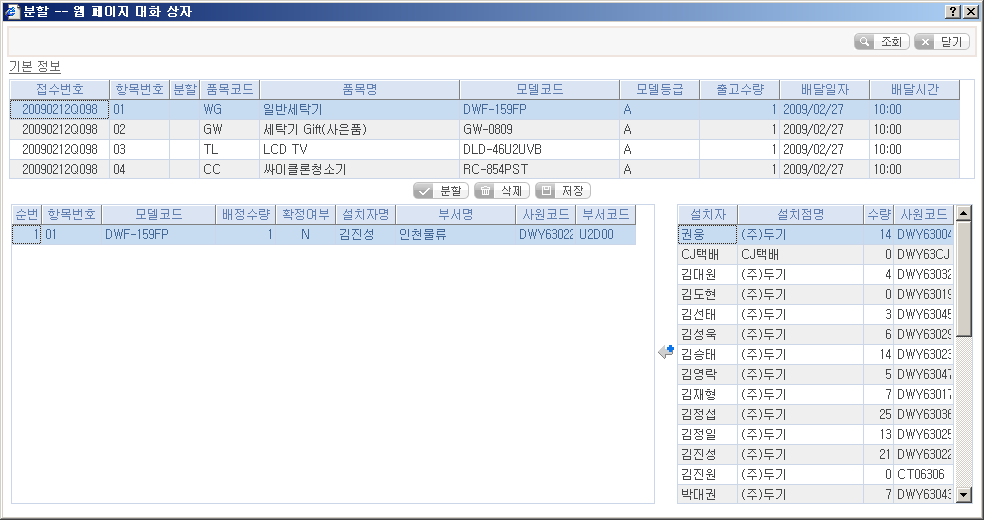 분할 -- 웹 페이지 대화 상자
조회 닫기
기본 정보
접수번호 항목번호 분할 품목코드 품목명 모델코드 모델등급 출고수량 배달일자 배달시간
20090212Q098 01 WG 일반세탁기 DWF-159FP A 1 2009/02/27 10:00
20090212Q098 02 GW 세탁기 Gift(사은품) GW-0809 A 1 2009/02/27 10:00
20090212Q098 03 TL LCD TV DLD-46U2UVB A 1 2009/02/27 10:00
20090212Q098 04 CC 싸이클론청소기 RC-854PST A 1 2009/02/27 10:00
분할 삭제 저장
순번 항목번호 모델코드 배정수량 확정여부 설치자명 부서명 사원코드 부서코드
1 01 DWF-159FP 1 N 김진성 인천물류 DWY63022 U2D00
설치자 설치점명 수량 사원코드
권웅 (주)두기 14 DWY63004
CJ택배 CJ택배 0 DWY63CJ
김대원 (주)두기 4 DWY63032
김도현 (주)두기 0 DWY63019
김선태 (주)두기 3 DWY63045
김성욱 (주)두기 6 DWY63029
김승태 (주)두기 14 DWY63023
김영락 (주)두기 5 DWY63047
김재형 (주)두기 7 DWY63017
김정섭 (주)두기 25 DWY63036
김정일 (주)두기 13 DWY63025
김진성 (주)두기 21 DWY63022
김진원 (주)두기 0 CT06306
박대권 (주)두기 7 DWY63043